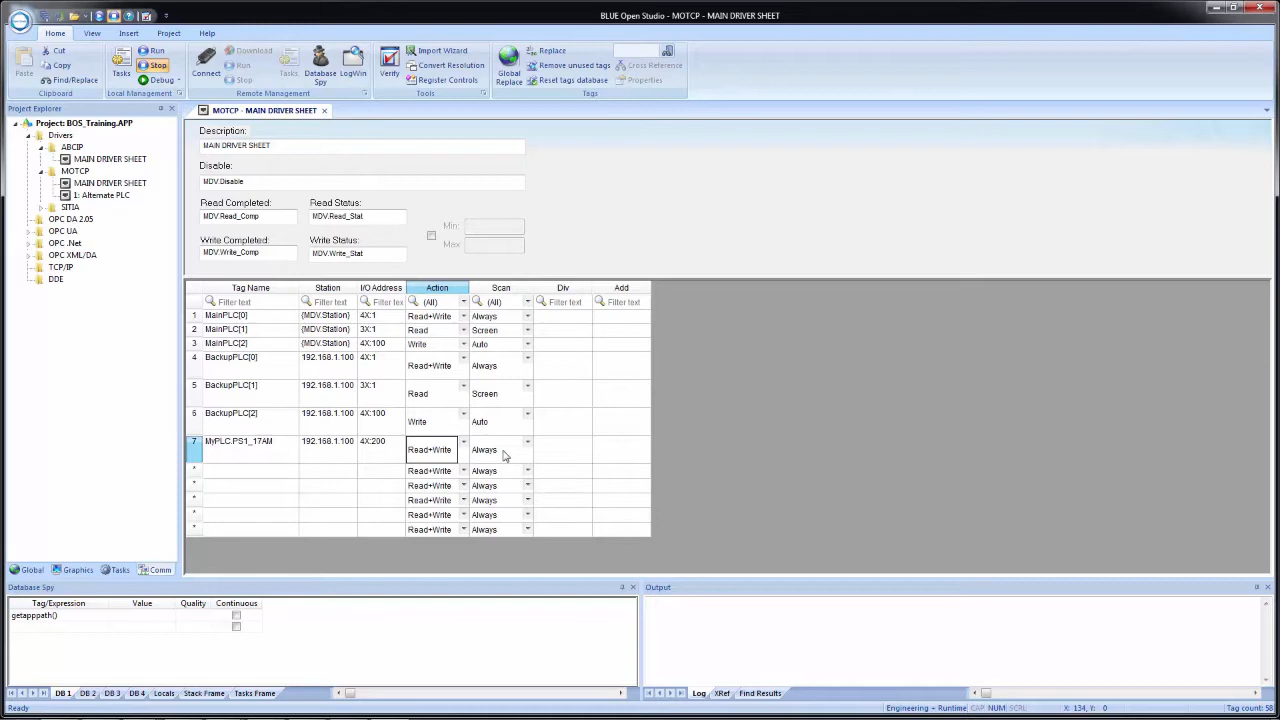 BLUE Open Studio - MOTCP - MAIN DRIVER SHEET
Home View Insert Project Help
Paste Cut Copy Find/Replace Clipboard
Tasks Run Stop Debug Local Management
Connect Download Run Stop Tasks Database Spy LogWin Remote Management
Verify Import Wizard Convert Resolution Register Controls Tools
Global Replace Replace Remove unused tags Reset tags database Cross Reference Properties Tags
Project Explorer
Project: BOS_Training.APP
Drivers
ABCIP
MAIN DRIVER SHEET
MOTCP
MAIN DRIVER SHEET
1: Alternate PLC
SITIA
OPC DA 2.05
OPC UA
OPC .Net
OPC XML/DA
TCP/IP
DDE
Global Graphics Tasks Comm
MOTCP - MAIN DRIVER SHEET
Description:
MAIN DRIVER SHEET
Disable:
MDV.Disable
Read Completed: Read Status:
MDV.Read_Comp MDV.Read_Stat
Min:
Write Completed: Write Status:
Max
MDV.Write_Comp MDV.Write_Stat
Tag Name Station I/O Address Action Scan Div Add
Filter text Filter text Filter tex (All) (All) Filter text Filter text
1 MainPLC[0] {MDV.Station} 4X:1 Read+Write Always
2 MainPLC[1] {MDV.Station} 3X:1 Read Screen
3 MainPLC[2] {MDV.Station} 4X:100 Write Auto
4 BackupPLC[0] 192.168.1.100 4X:1 Read+Write Always
5 BackupPLC[1] 192.168.1.100 3X:1 Read Screen
6 BackupPLC[2] 192.168.1.100 4X:100 Write Auto
7 MyPLC.PS1_17AM 192.168.1.100 4X:200 Read+Write Always
* Read+Write Always
* Read+Write Always
* Read+Write Always
* Read+Write Always
* Read+Write Always
Database Spy
Tag/Expression Value Quality Continuous
getapppath()
DB 1 DB 2 DB 3 DB 4 Locals Stack Frame Tasks Frame
Output
Log XRef Find Results
Ready Engineering + Runtime CAP NUM SCRL X: 134, Y: 0 Tag count: 58